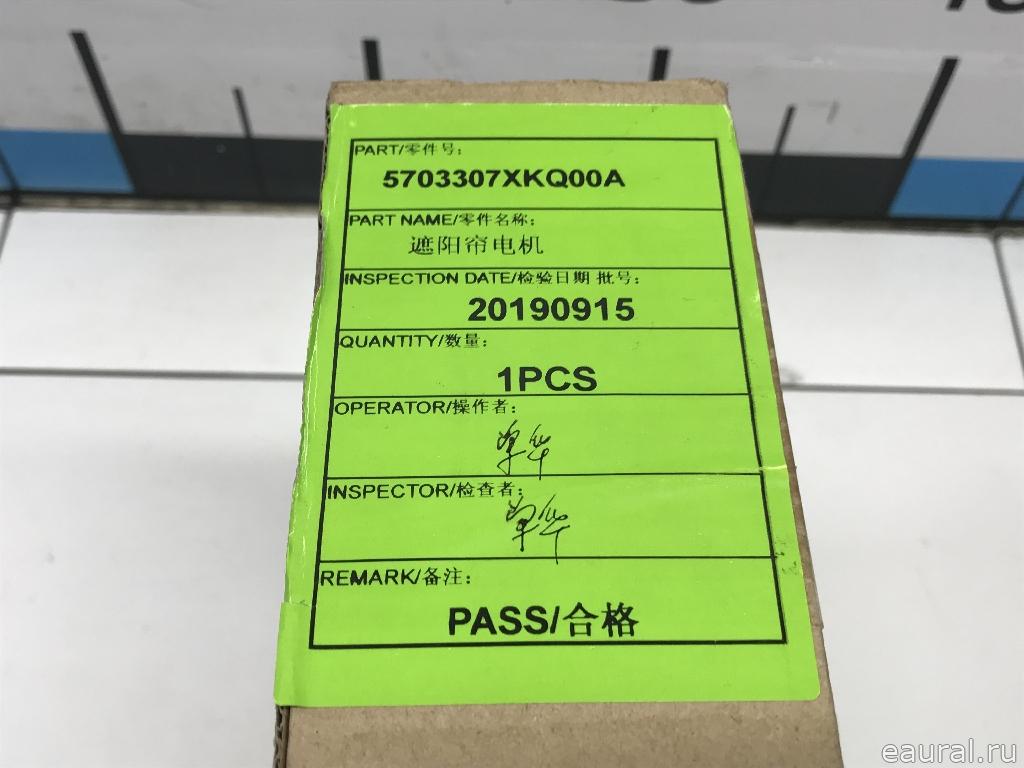 PART/零件号:
5703307XKQ00A
PART NAME/零件名称:
遮阳帘电机
INSPECTION DATE/检验日期 批号:
20190915
QUANTITY/数量:
1PCS
OPERATOR/操作者:
INSPECTOR/检查者:
REMARK/备注:
PASS/合格
eaural.ru